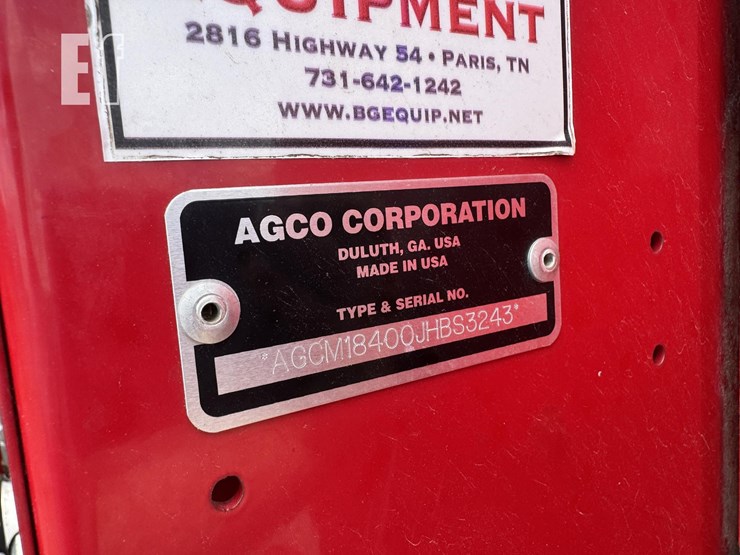 EQUIPMENT
2816 HIGHWAY 54 • PARIS, TN
731-642-1242
WWW.BGEQUIP.NET
AGCO CORPORATION
DULUTH, GA. USA
MADE IN USA
TYPE & SERIAL NO.
*AGCM18400JHBS3243*